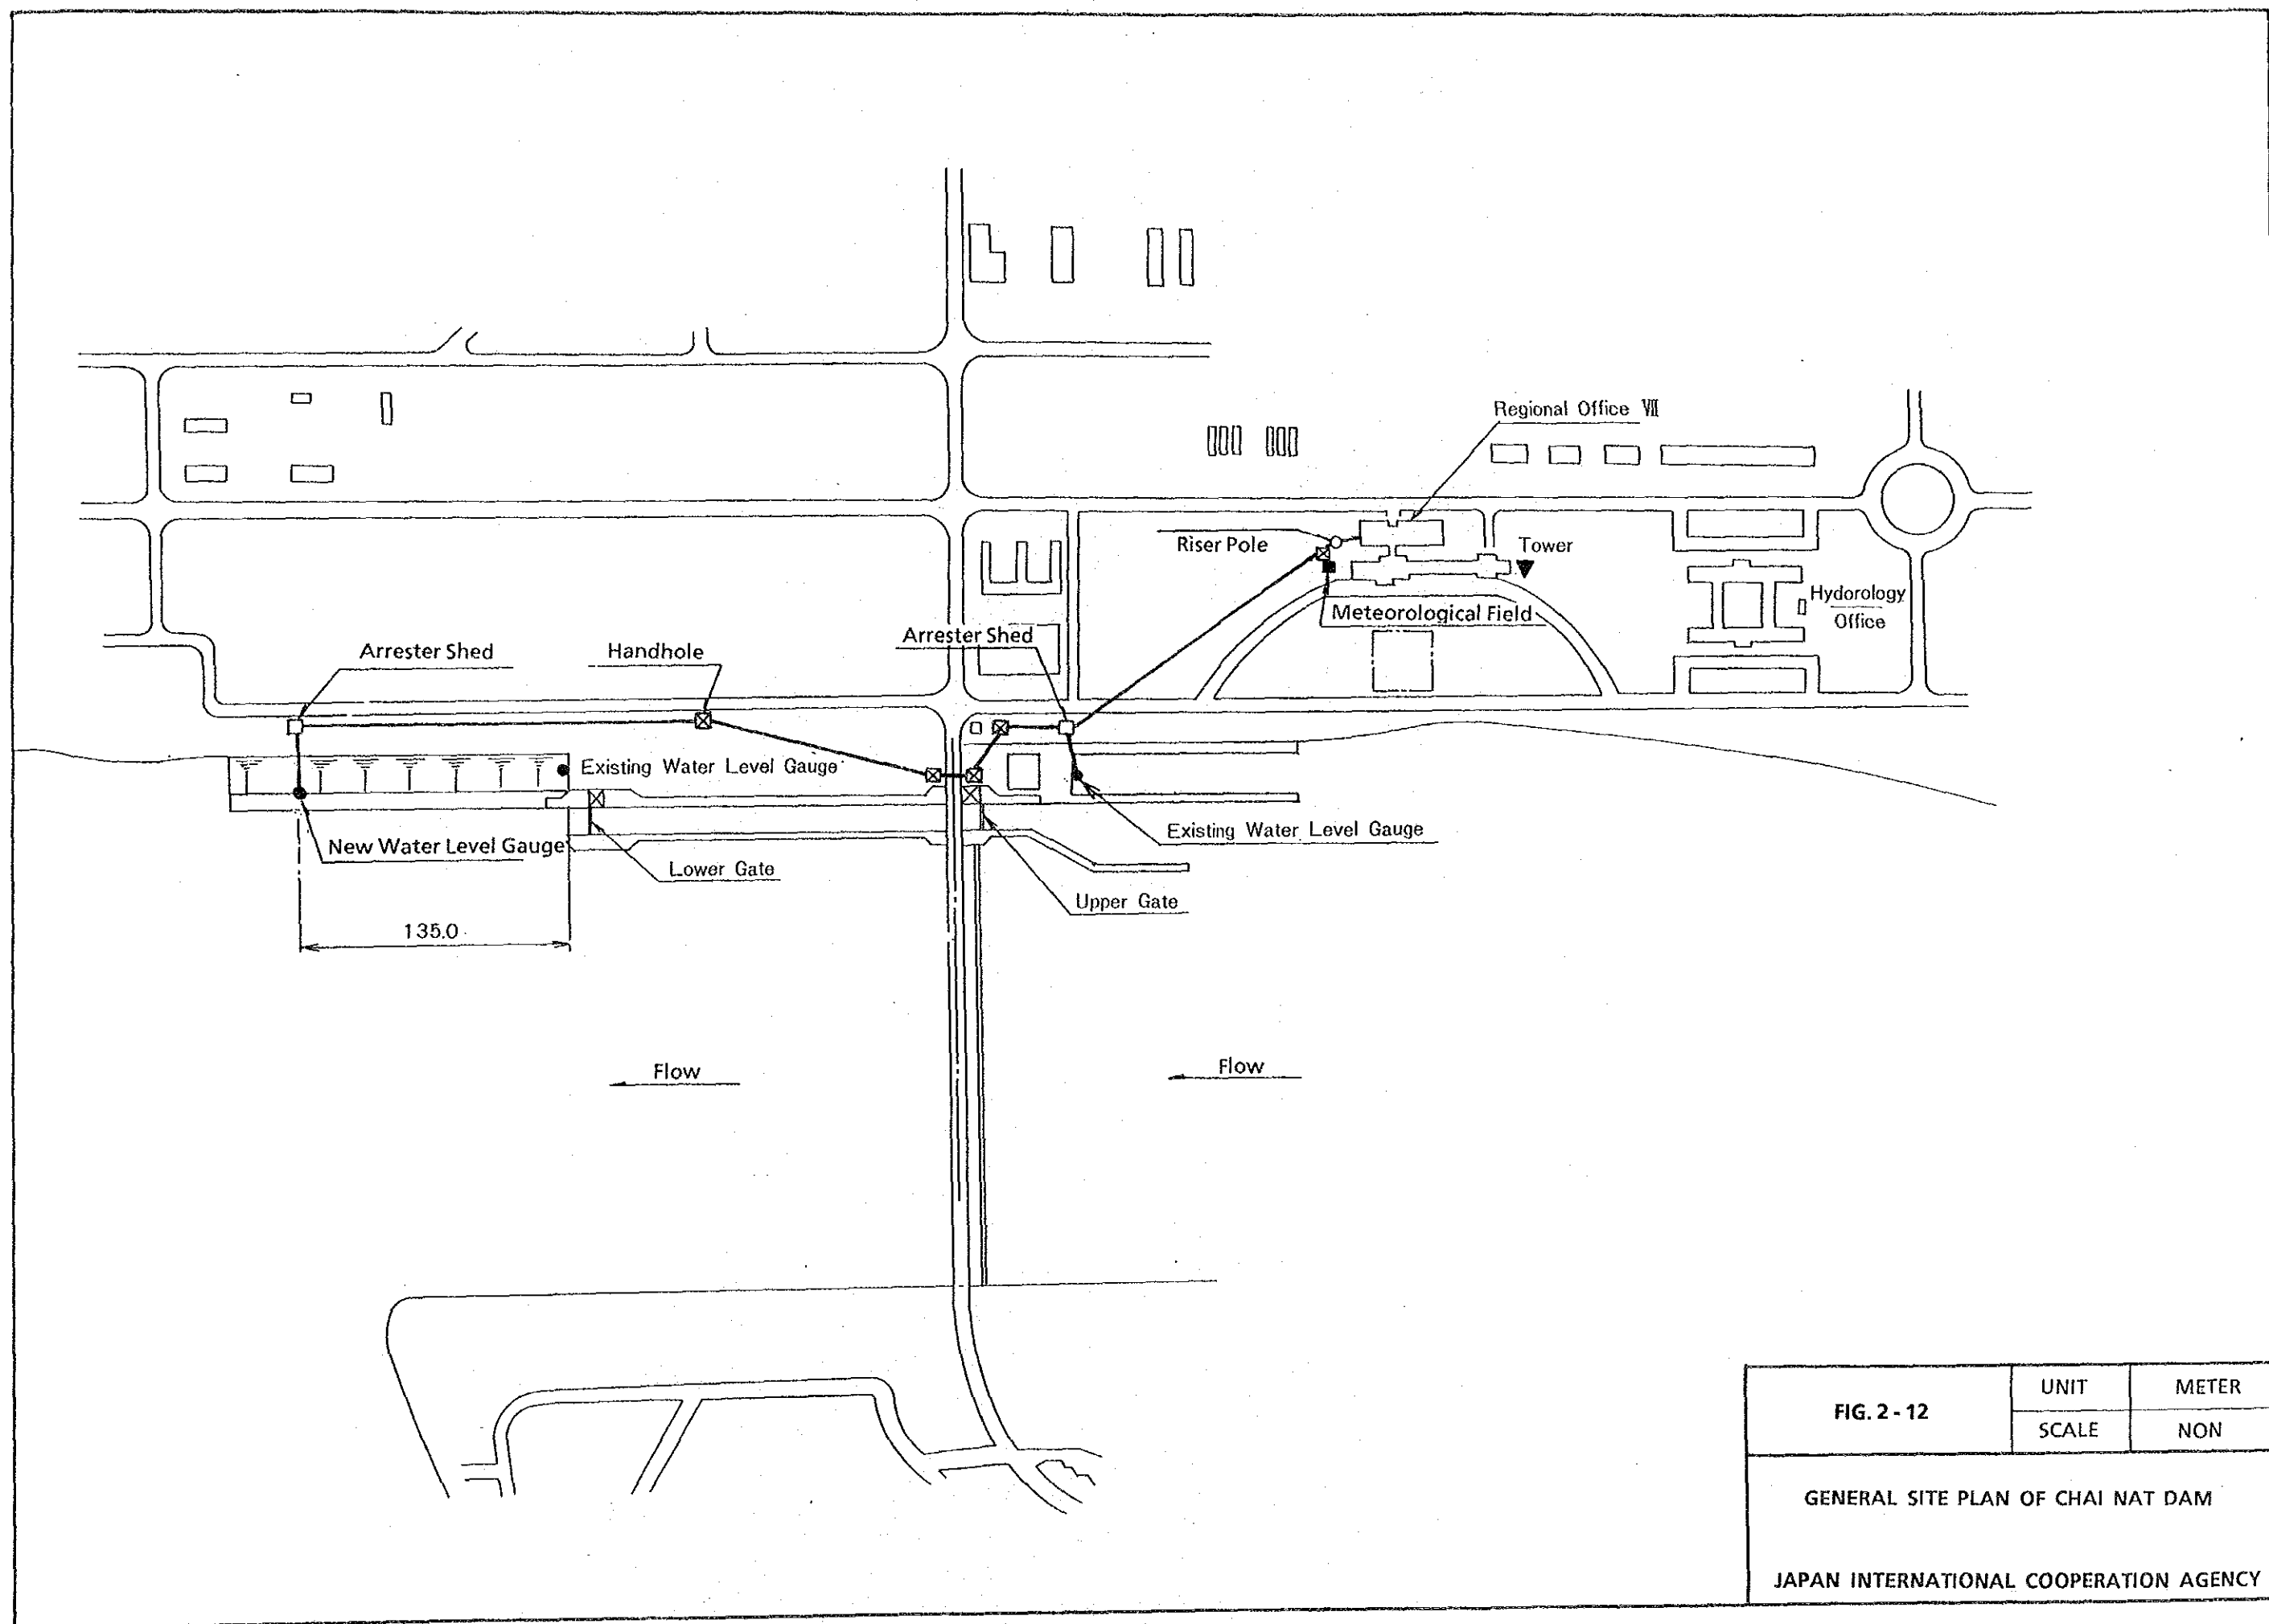 Regional Office Ⅶ
Riser Pole
Tower
Meteorological Field
Hydorology
Office
Arrester Shed
Arrester Shed
Handhole
Existing Water Level Gauge
New Water Level Gauge
Lower Gate
Existing Water Level Gauge
Upper Gate
135.0
Flow
Flow
FIG. 2 - 12
UNIT
METER
SCALE
NON
GENERAL SITE PLAN OF CHAI NAT DAM
JAPAN INTERNATIONAL COOPERATION AGENCY